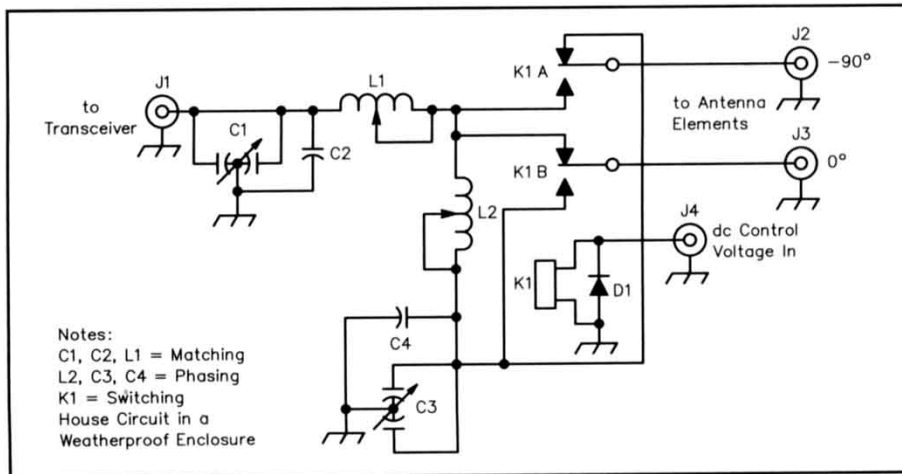 J1
to
Transceiver
C1
C2
L1
K1 A
J2
−90°
to Antenna
Elements
J3
0°
K1 B
L2
J4
dc Control
Voltage In
K1
D1
C4
C3
Notes:
C1, C2, L1 = Matching
L2, C3, C4 = Phasing
K1 = Switching
House Circuit in a
Weatherproof Enclosure